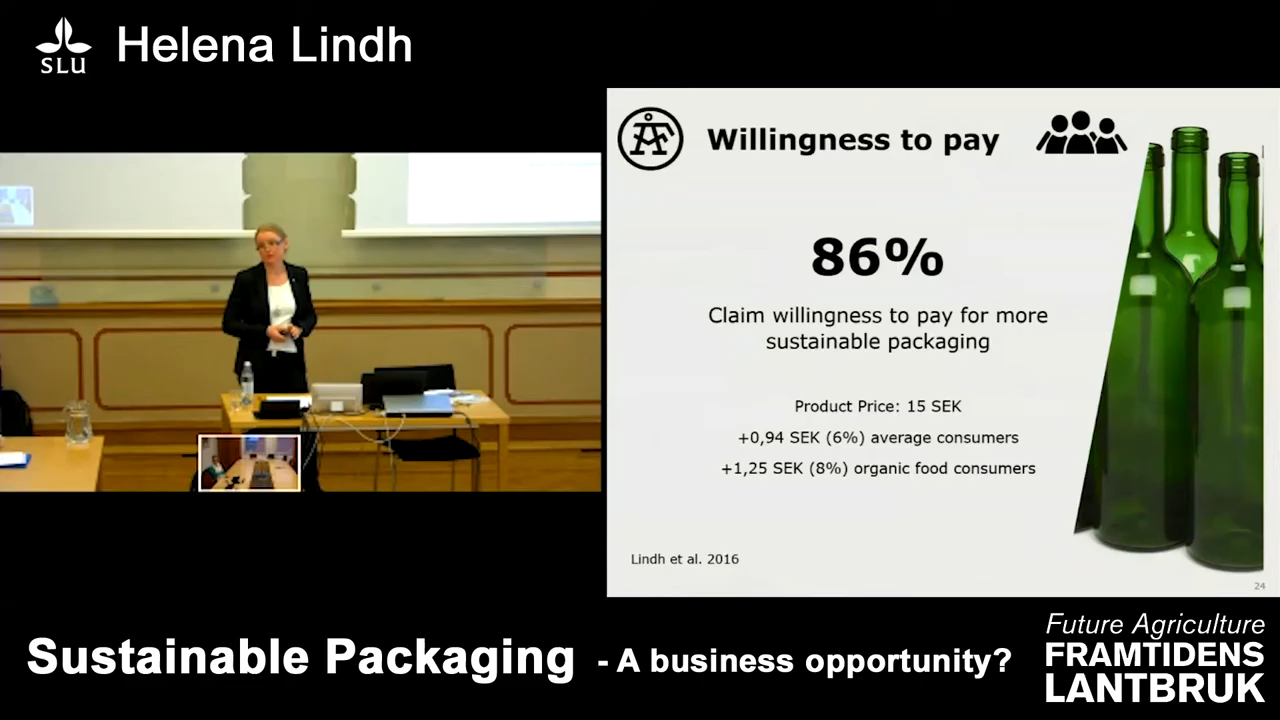 SLU
Helena Lindh
Willingness to pay
86%
Claim willingness to pay for more
sustainable packaging
Product Price: 15 SEK
+0,94 SEK (6%) average consumers
+1,25 SEK (8%) organic food consumers
Lindh et al. 2016
24
Sustainable Packaging - A business opportunity?
Future Agriculture
FRAMTIDENS
LANTBRUK